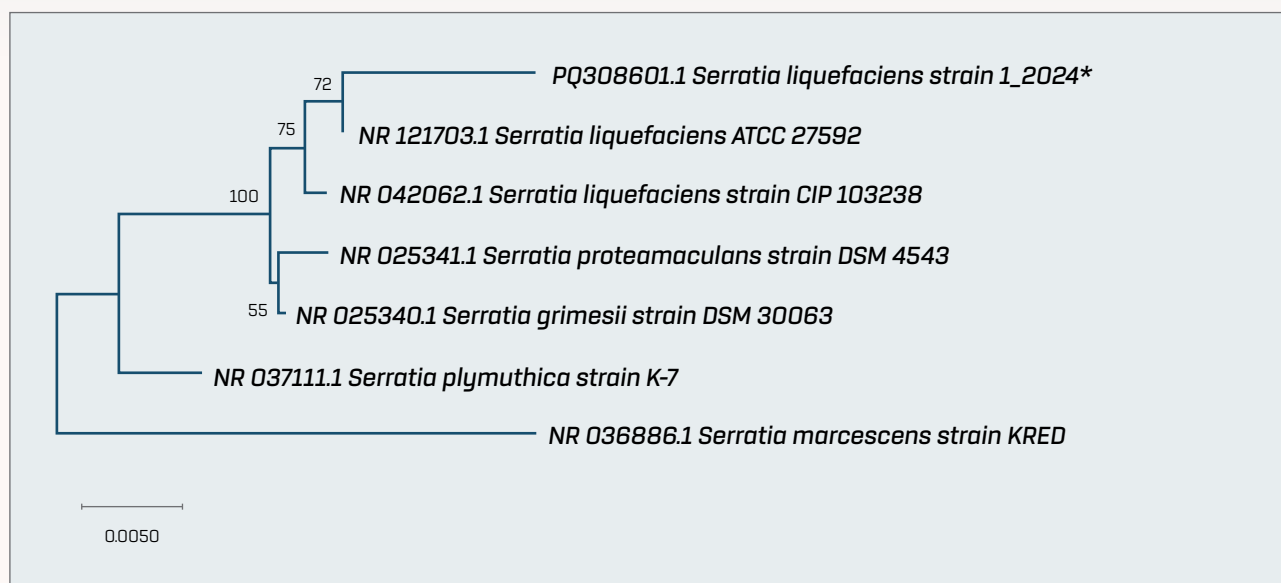 72
PQ308601.1 Serratia liquefaciens strain 1_2024*
NR 121703.1 Serratia liquefaciens ATCC 27592
75
NR 042062.1 Serratia liquefaciens strain CIP 103238
100
NR 025341.1 Serratia proteamaculans strain DSM 4543
55
NR 025340.1 Serratia grimesii strain DSM 30063
NR 037111.1 Serratia plymuthica strain K-7
NR 036886.1 Serratia marcescens strain KRED
0.0050